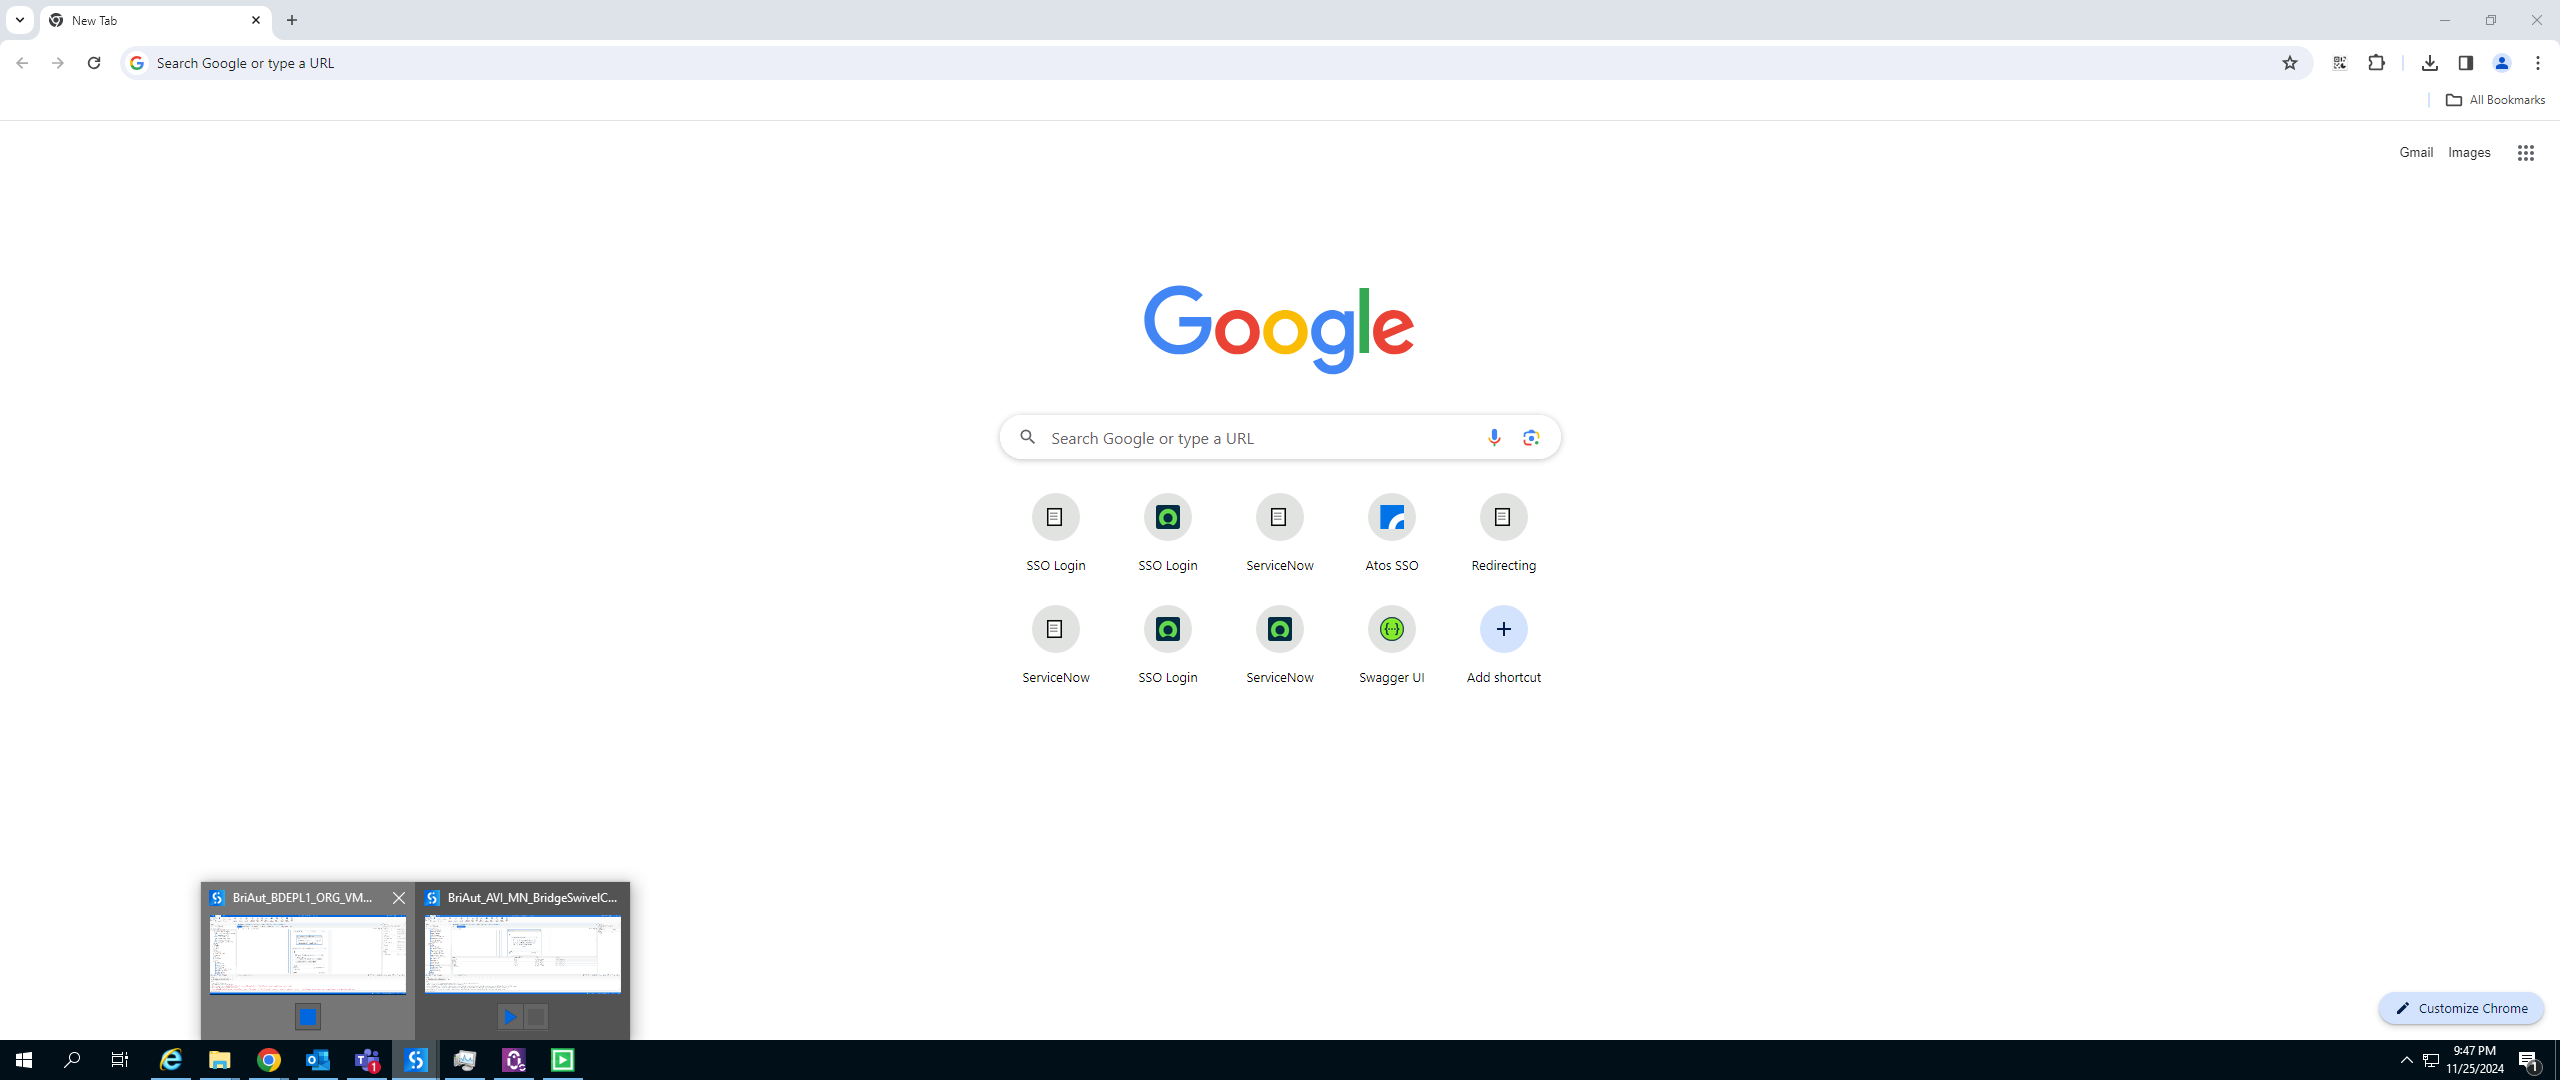 New Tab
Search Google or type a URL
All Bookmarks
Gmail Images
Google
Search Google or type a URL
SSO Login
SSO Login
ServiceNow
Atos SSO
Redirecting
ServiceNow
SSO Login
ServiceNow
Swagger UI
Add shortcut
BriAut_BDEPL1_ORG_VM...
BriAut_AVI_MN_BridgeSwivelC...
Customize Chrome
1
9:47 PM
11/25/2024
1